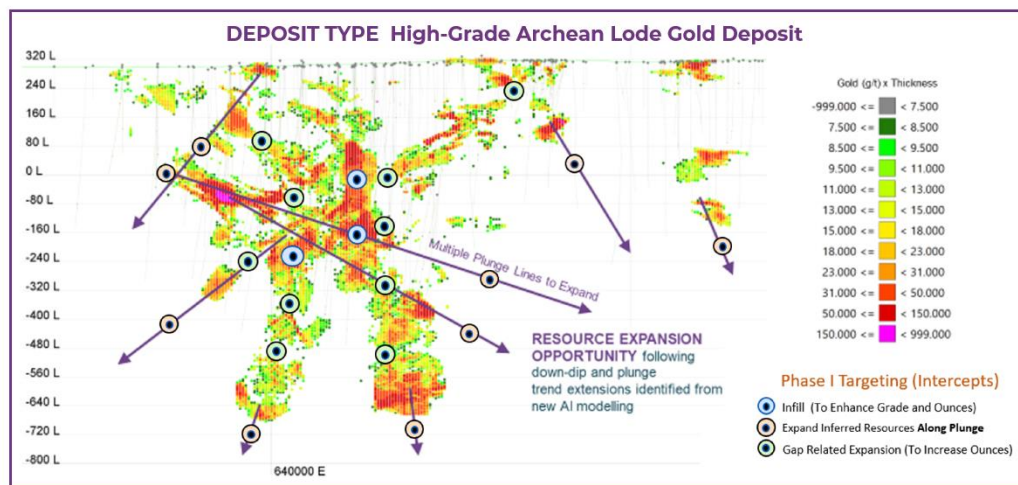 DEPOSIT TYPE High-Grade Archean Lode Gold Deposit
320 L
240 L
160 L
80 L
0 L
-80 L
-160 L
-240 L
-320 L
-400 L
-480 L
-560 L
-640 L
-720 L
-800 L
640000 E
Multiple Plunge Lines to Expand
RESOURCE EXPANSION
OPPORTUNITY following
down-dip and plunge
trend extensions identified from
new AI modelling
Gold (g/t) x Thickness
-999.000 <= < 7.500
7.500 <= < 8.500
8.500 <= < 9.500
9.500 <= < 11.000
11.000 <= < 13.000
13.000 <= < 15.000
15.000 <= < 18.000
18.000 <= < 23.000
23.000 <= < 31.000
31.000 <= < 50.000
50.000 <= < 150.000
150.000 <= < 999.000
Phase I Targeting (Intercepts)
Infill (To Enhance Grade and Ounces)
Expand Inferred Resources Along Plunge
Gap Related Expansion (To Increase Ounces)